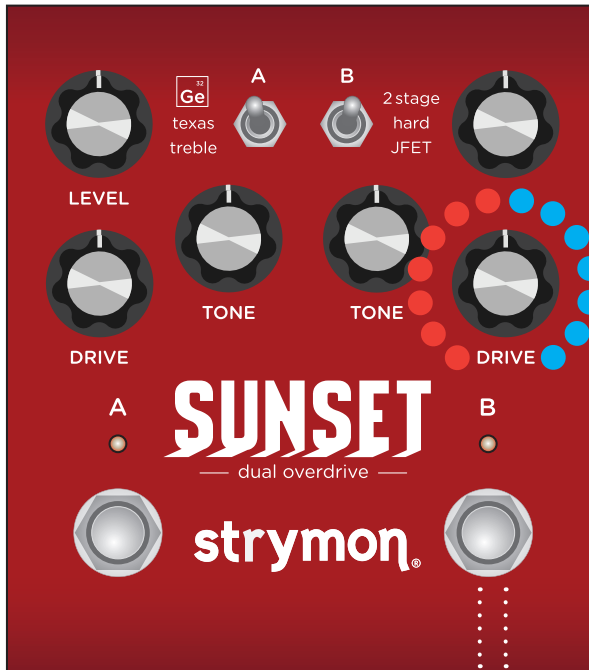 A B
32
Ge
texas
treble
2 stage
hard
JFET
LEVEL
TONE TONE
DRIVE DRIVE
A B
SUNSET
dual overdrive
strymon®